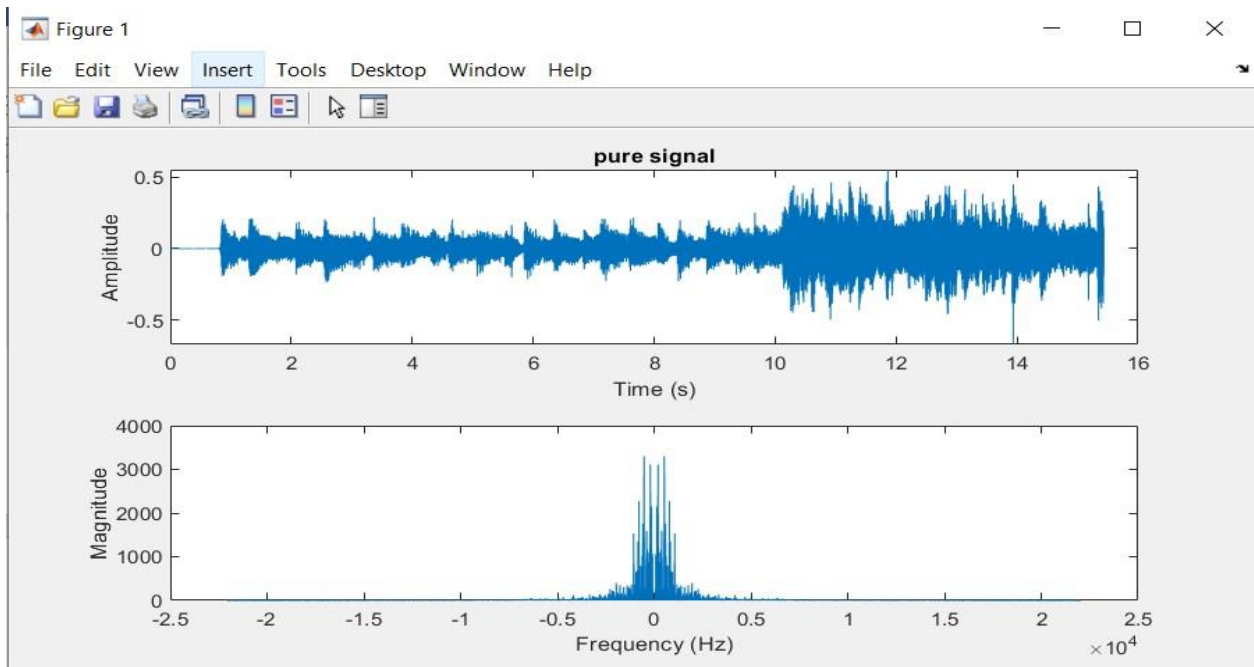 Figure 1
File Edit View Insert Tools Desktop Window Help
pure signal
0.5
0
-0.5
Amplitude
0 2 4 6 8 10 12 14 16
Time (s)
4000
3000
2000
1000
0
Magnitude
-2.5 -2 -1.5 -1 -0.5 0 0.5 1 1.5 2 2.5
Frequency (Hz)
×10^4